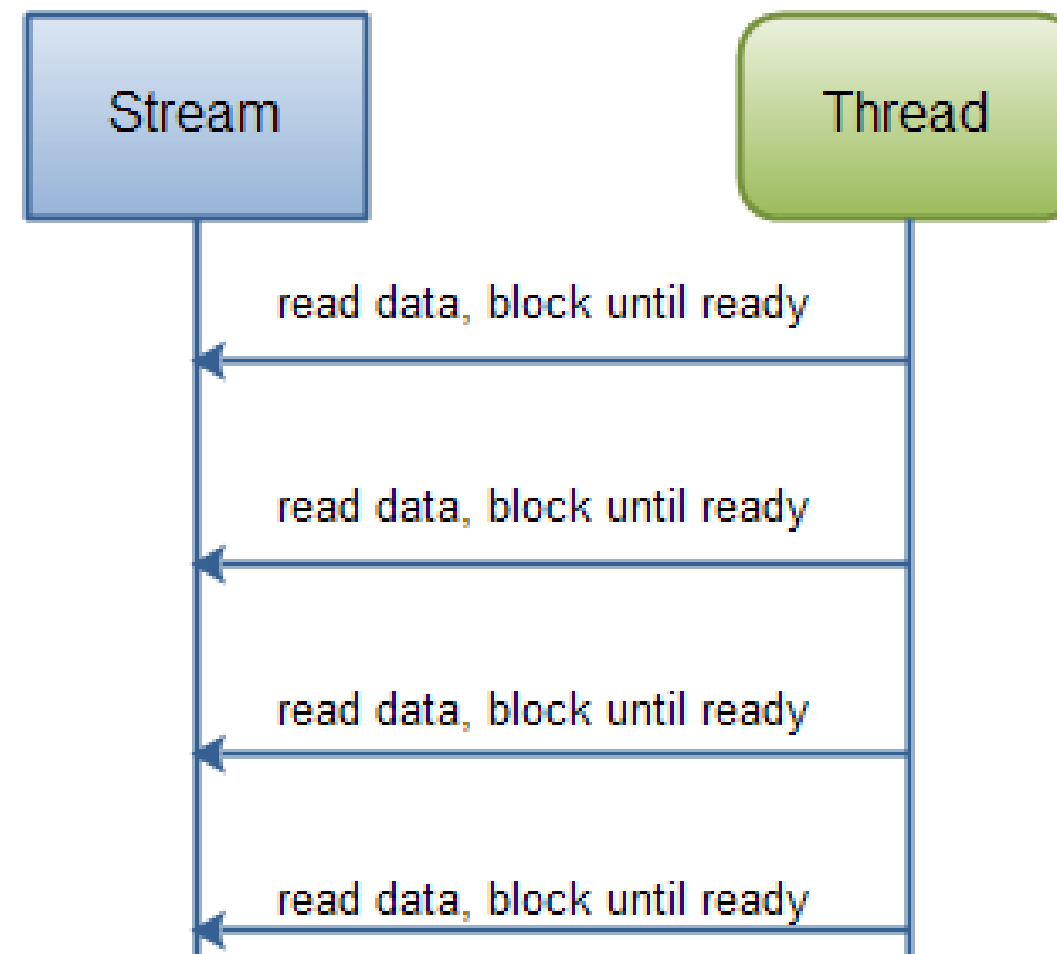 Stream
Thread
read data, block until ready
read data, block until ready
read data, block until ready
read data, block until ready